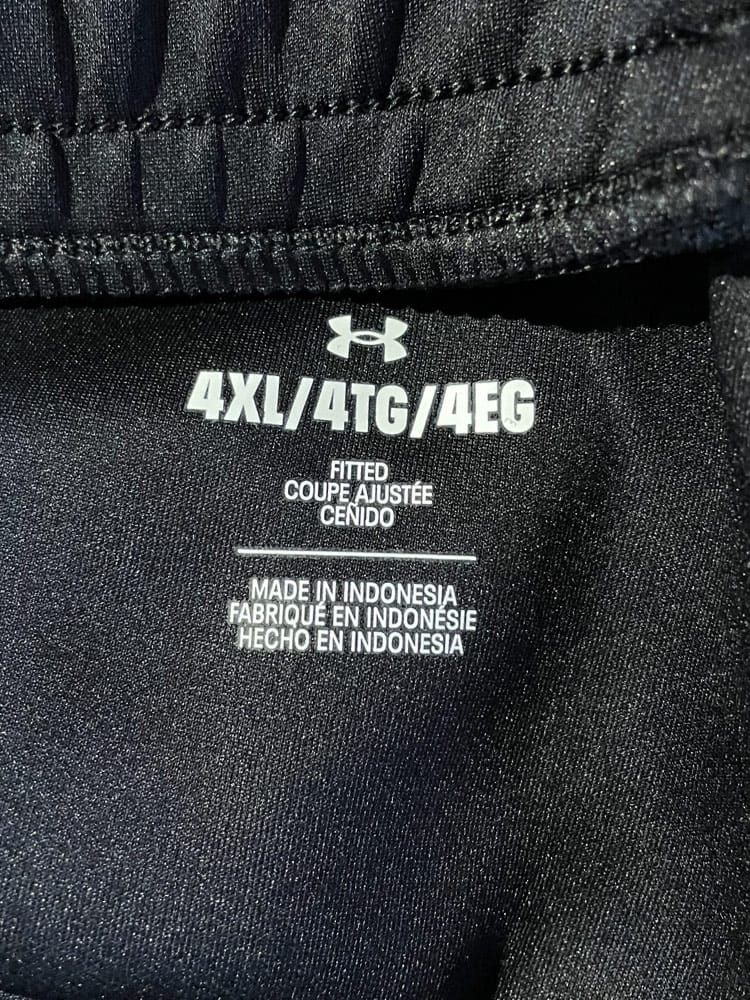 4XL/4TG/4EG
FITTED
COUPE AJUSTÉE
CEÑIDO
MADE IN INDONESIA
FABRIQUÉ EN INDONÉSIE
HECHO EN INDONESIA